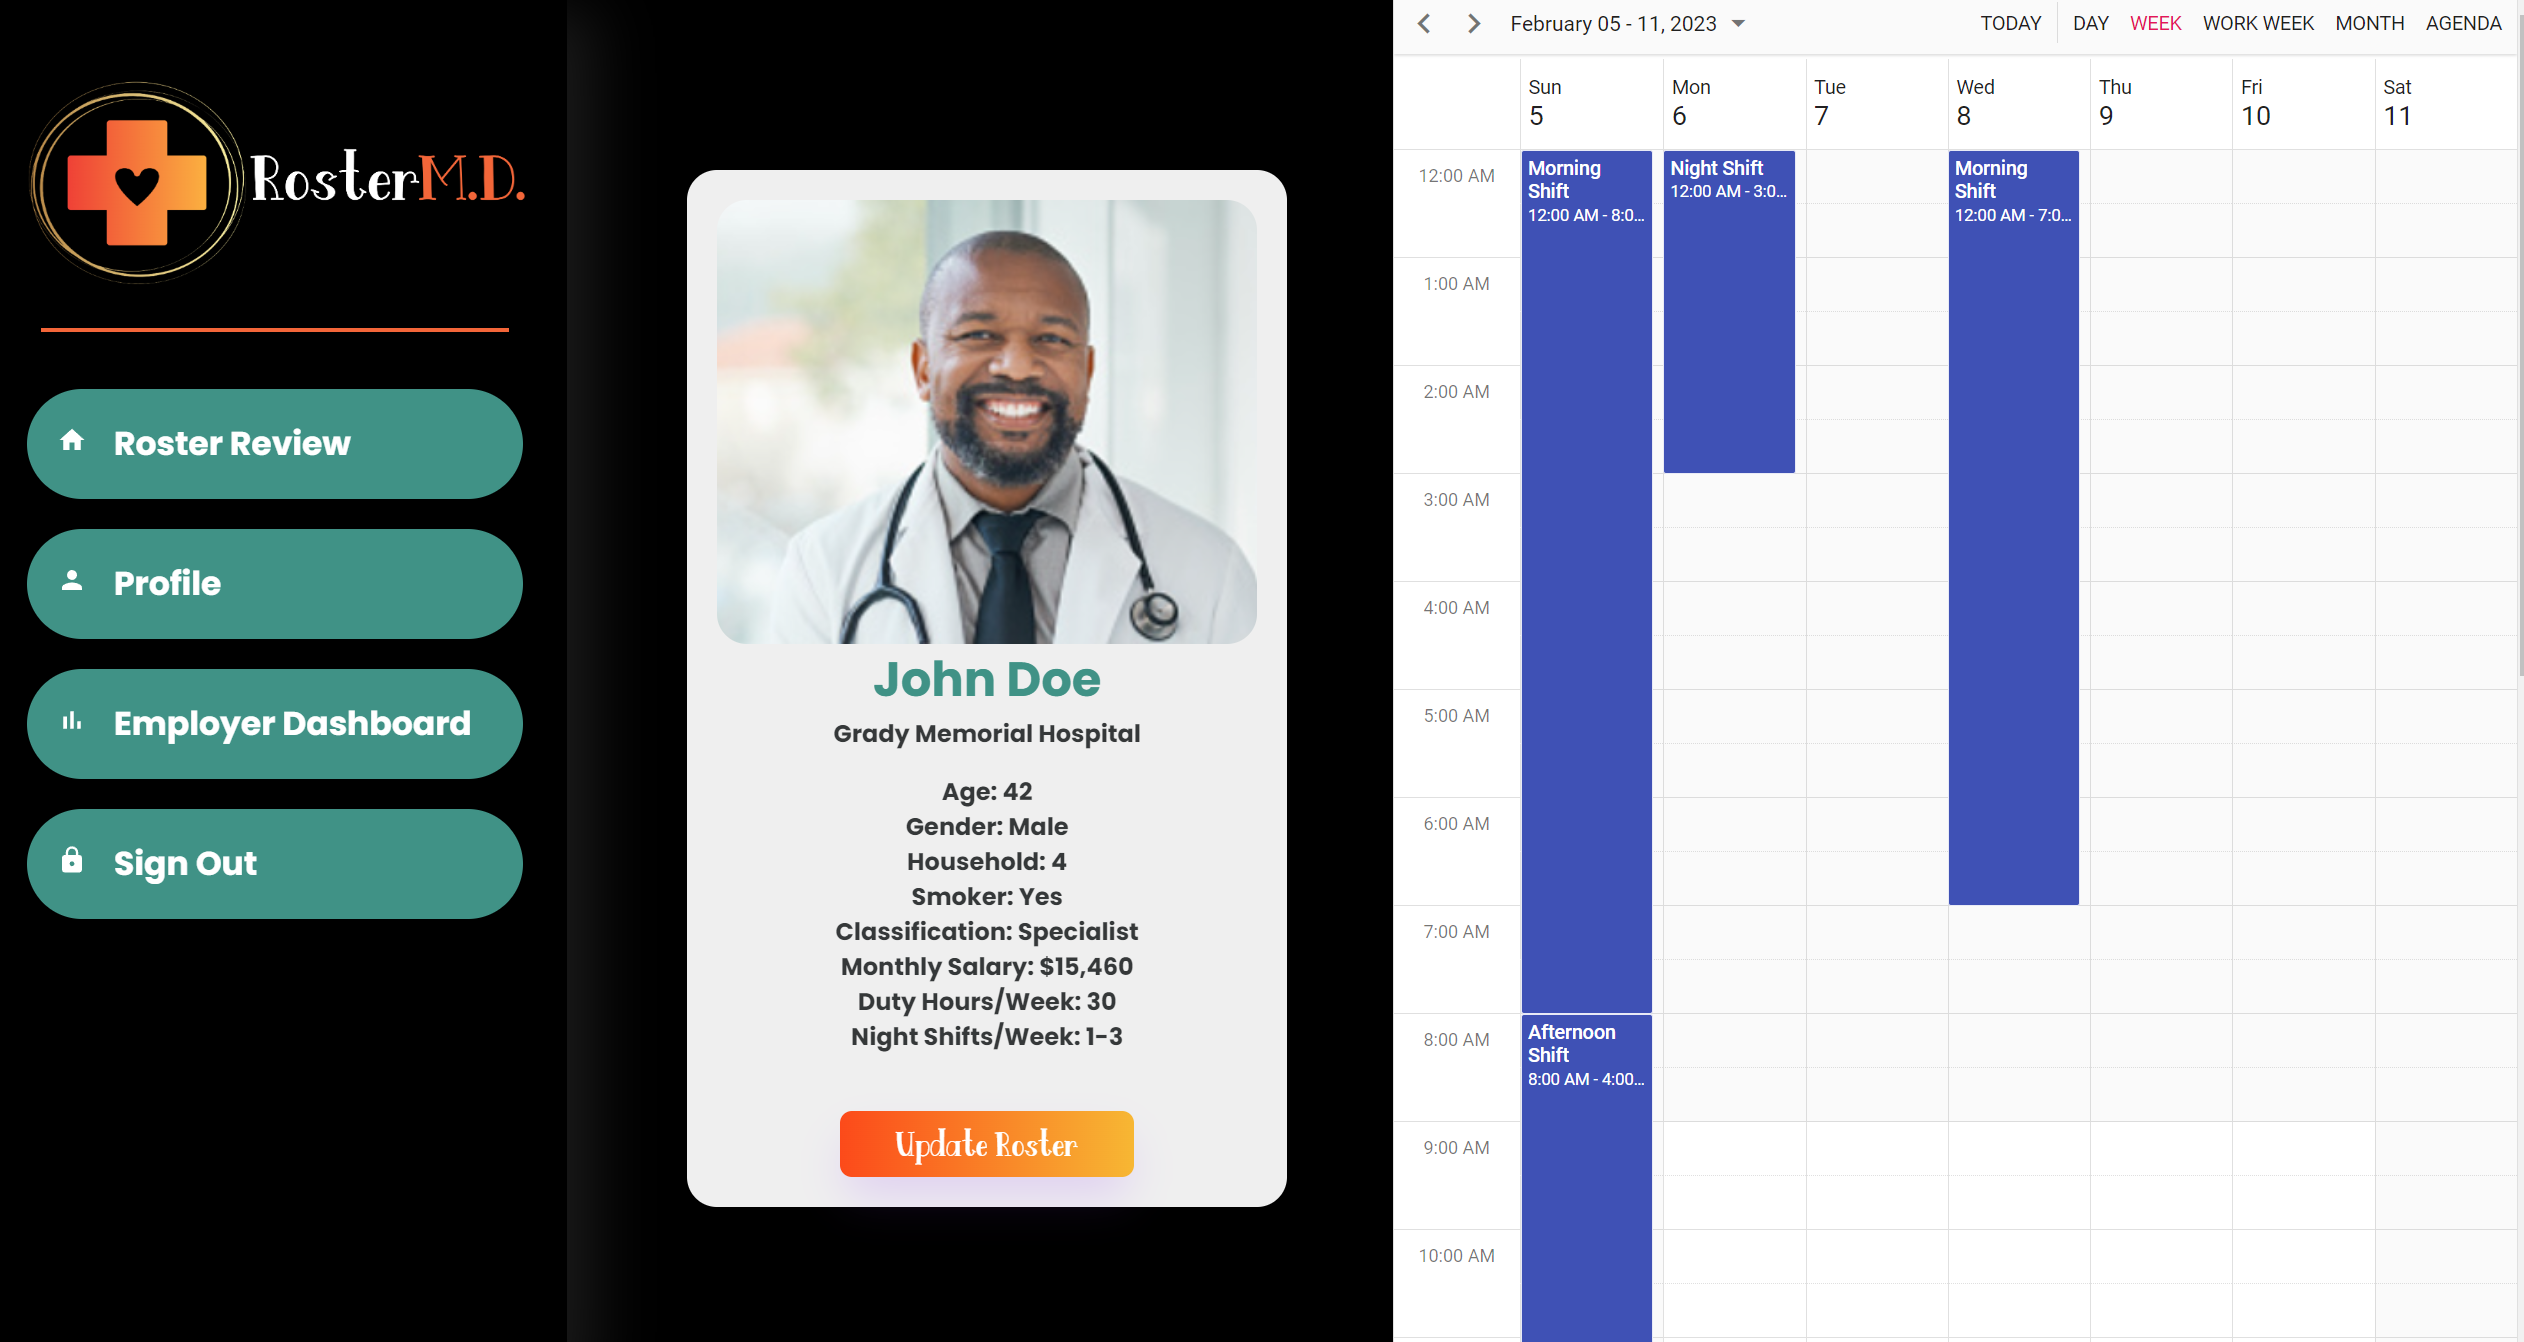 RosterM.D.
Roster Review
Profile
Employer Dashboard
Sign Out
John Doe
Grady Memorial Hospital
Age: 42
Gender: Male
Household: 4
Smoker: Yes
Classification: Specialist
Monthly Salary: $15,460
Duty Hours/Week: 30
Night Shifts/Week: 1-3
Update Roster
February 05 - 11, 2023
TODAY DAY WEEK WORK WEEK MONTH AGENDA
Sun Mon Tue Wed Thu Fri Sat
5 6 7 8 9 10 11
Morning
Shift
12:00 AM - 8:0...
Night Shift
12:00 AM - 3:0...
Morning
Shift
12:00 AM - 7:0...
12:00 AM
1:00 AM
2:00 AM
3:00 AM
4:00 AM
5:00 AM
6:00 AM
7:00 AM
8:00 AM
Afternoon
Shift
8:00 AM - 4:00...
9:00 AM
10:00 AM